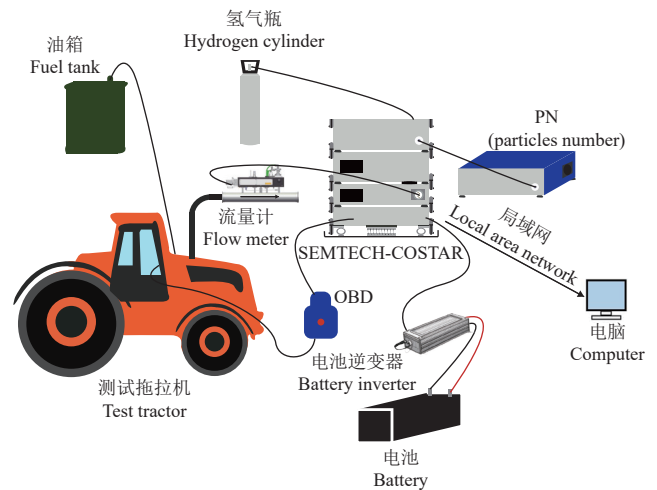 油箱
Fuel tank
氢气瓶
Hydrogen cylinder
PN
(particles number)
流量计
Flow meter
SEMTECH-COSTAR
局域网
Local area network
OBD
电脑
Computer
电池逆变器
Battery inverter
测试拖拉机
Test tractor
电池
Battery